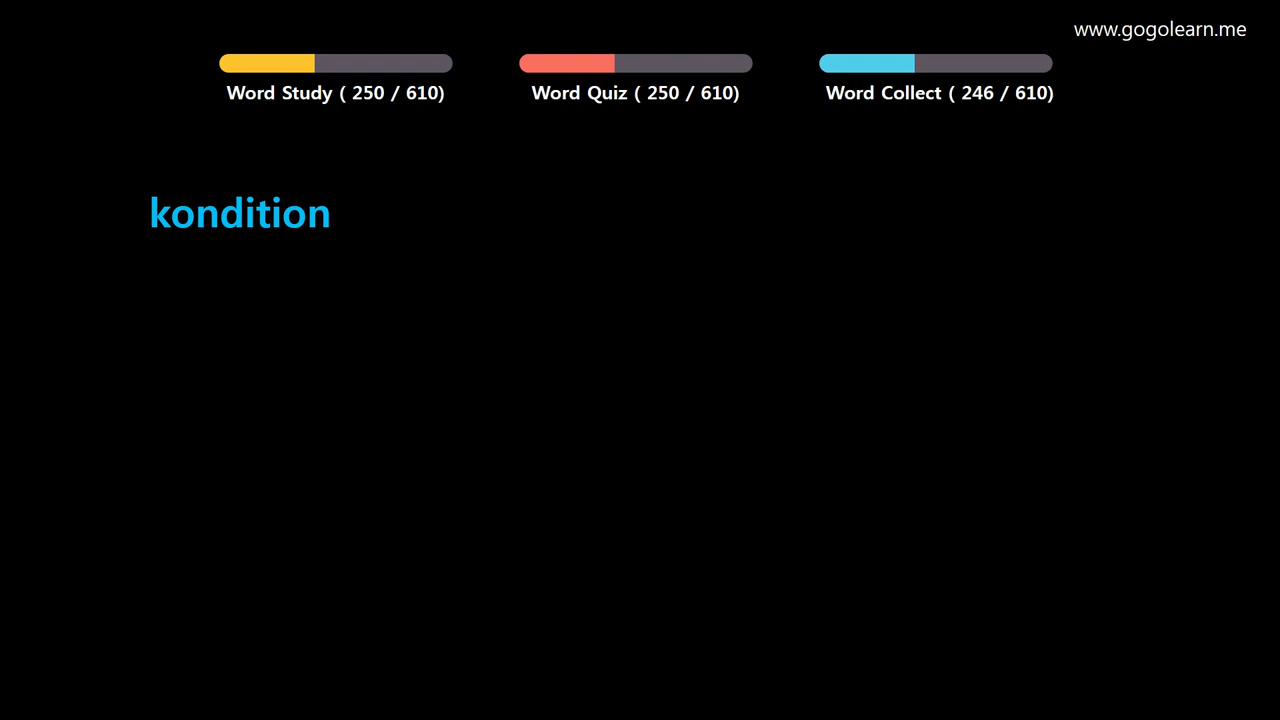 www.gogolearn.me
Word Study ( 250 / 610)
Word Quiz ( 250 / 610)
Word Collect ( 246 / 610)
kondition